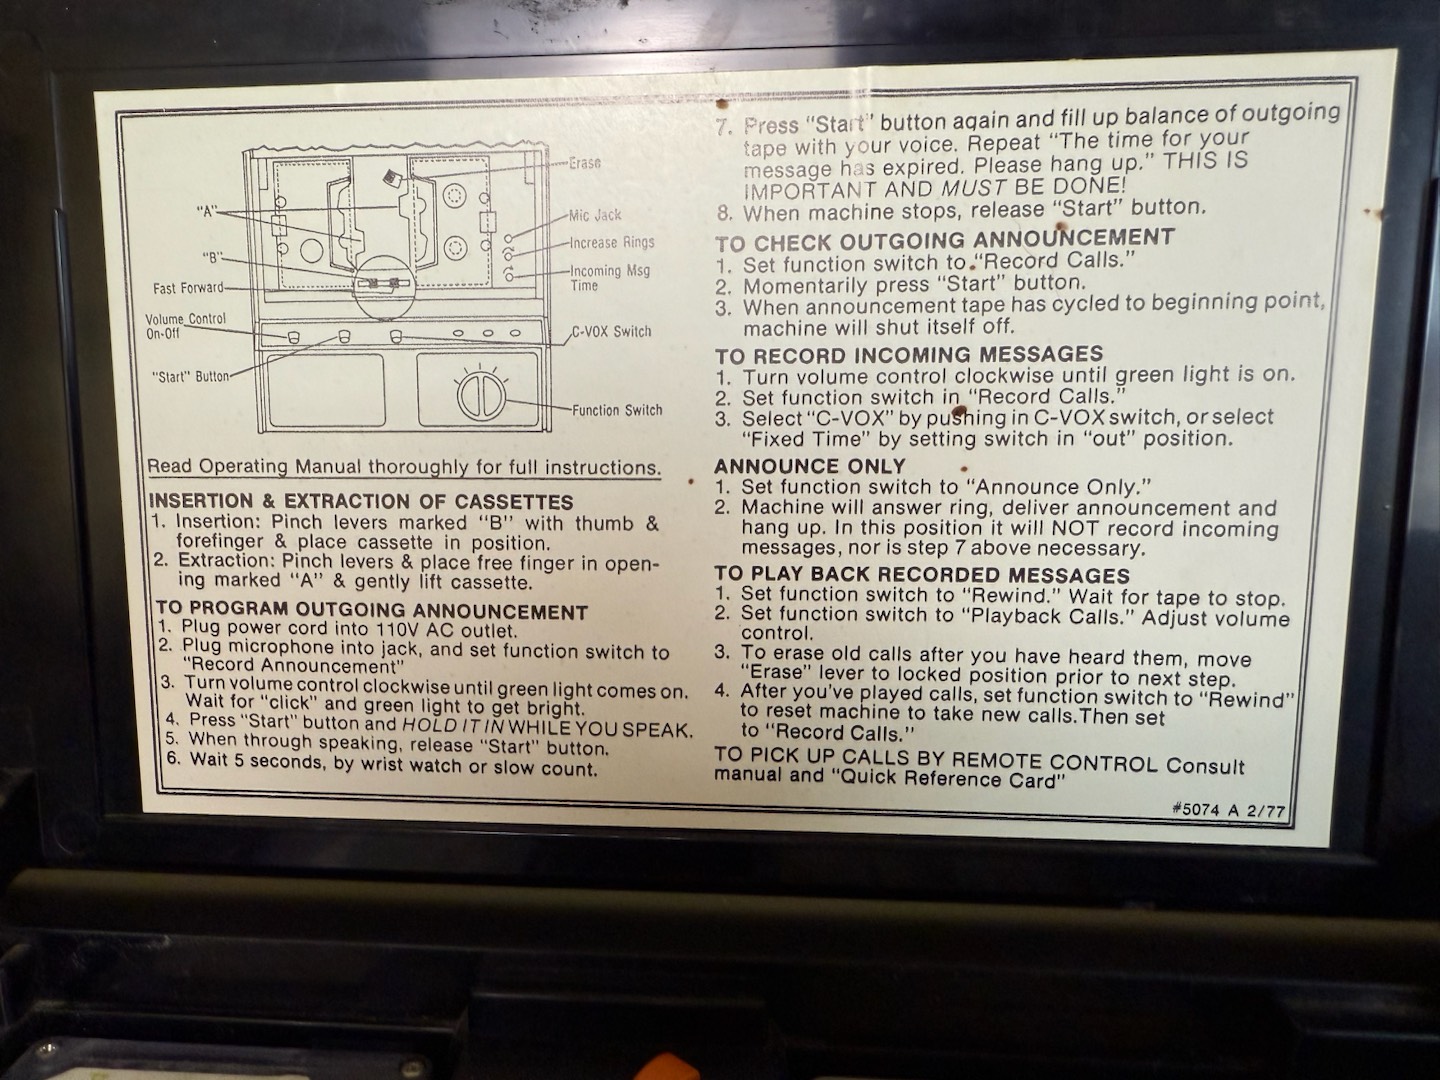 Erase
"A"
Mic Jack
Increase Rings
"B"
Incoming Msg
Time
Fast Forward
Volume Control
On-Off
C-VOX Switch
"Start" Button
Function Switch
Read Operating Manual thoroughly for full instructions.
INSERTION & EXTRACTION OF CASSETTES
1. Insertion: Pinch levers marked "B" with thumb &
forefinger & place cassette in position.
2. Extraction: Pinch levers & place free finger in open-
ing marked "A" & gently lift cassette.
TO PROGRAM OUTGOING ANNOUNCEMENT
1. Plug power cord into 110V AC outlet.
2. Plug microphone into jack, and set function switch to
"Record Announcement"
3. Turn volume control clockwise until green light comes on.
Wait for "click" and green light to get bright.
4. Press "Start" button and HOLD IT IN WHILE YOU SPEAK.
5. When through speaking, release "Start" button.
6. Wait 5 seconds, by wrist watch or slow count.
7. Press "Start" button again and fill up balance of outgoing
tape with your voice. Repeat "The time for your
message has expired. Please hang up." THIS IS
IMPORTANT AND MUST BE DONE!
8. When machine stops, release "Start" button.
TO CHECK OUTGOING ANNOUNCEMENT
1. Set function switch to "Record Calls."
2. Momentarily press "Start" button.
3. When announcement tape has cycled to beginning point,
machine will shut itself off.
TO RECORD INCOMING MESSAGES
1. Turn volume control clockwise until green light is on.
2. Set function switch in "Record Calls."
3. Select "C-VOX" by pushing in C-VOX switch, or select
"Fixed Time" by setting switch in "out" position.
ANNOUNCE ONLY
1. Set function switch to "Announce Only."
2. Machine will answer ring, deliver announcement and
hang up. In this position it will NOT record incoming
messages, nor is step 7 above necessary.
TO PLAY BACK RECORDED MESSAGES
1. Set function switch to "Rewind." Wait for tape to stop.
2. Set function switch to "Playback Calls." Adjust volume
control.
3. To erase old calls after you have heard them, move
"Erase" lever to locked position prior to next step.
4. After you've played calls, set function switch to "Rewind"
to reset machine to take new calls. Then set
to "Record Calls."
TO PICK UP CALLS BY REMOTE CONTROL Consult
manual and "Quick Reference Card"
#5074 A 2/77